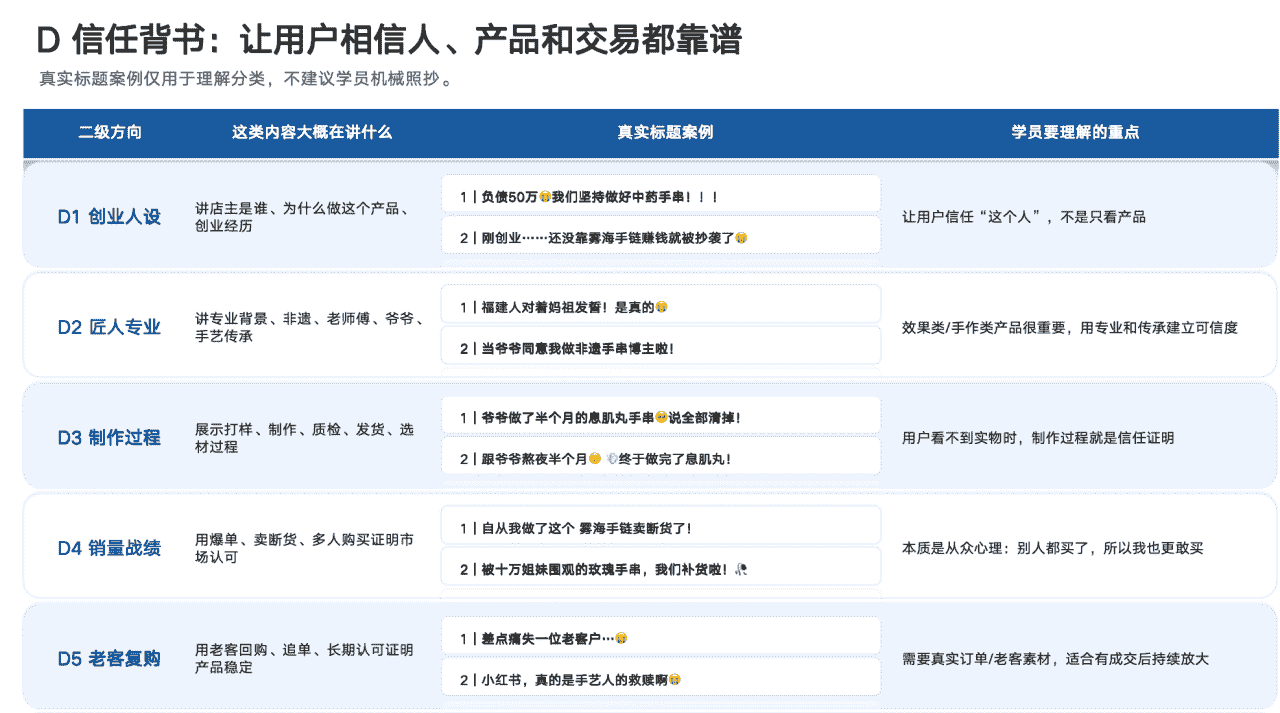 D 信任背书：让用户相信人、产品和交易都靠谱
真实标题案例仅用于理解分类，不建议学员机械照抄。
二级方向 这类内容大概在讲什么 真实标题案例 学员要理解的重点
D1 创业人设
讲店主是谁、为什么做这个产品、
创业经历
1｜负债50万😭我们坚持做好中药手串！！！
2｜刚创业……还没靠雾海手链赚钱就被抄袭了😭
让用户信任“这个人”，不是只看产品
D2 匠人专业
讲专业背景、非遗、老师傅、爷爷、
手艺传承
1｜福建人对着妈祖发誓！是真的😭
2｜当爷爷同意我做非遗手串博主啦！
效果类/手作类产品很重要，用专业和传承建立可信度
D3 制作过程
展示打样、制作、质检、发货、选
材过程
1｜爷爷做了半个月的息肌丸手串🥹说全部清掉！
2｜跟爷爷熬夜半个月😮‍💨终于做完了息肌丸！
用户看不到实物时，制作过程就是信任证明
D4 销量战绩
用爆单、卖断货、多人购买证明市
场认可
1｜自从我做了这个 雾海手链卖断货了！
2｜被十万姐妹围观的玫瑰手串，我们补货啦！🥀
本质是从众心理：别人都买了，所以我也更敢买
D5 老客复购
用老客回购、追单、长期认可证明
产品稳定
1｜差点痛失一位老客户…😭
2｜小红书，真的是手艺人的救赎啊😭
需要真实订单/老客素材，适合有成交后持续放大